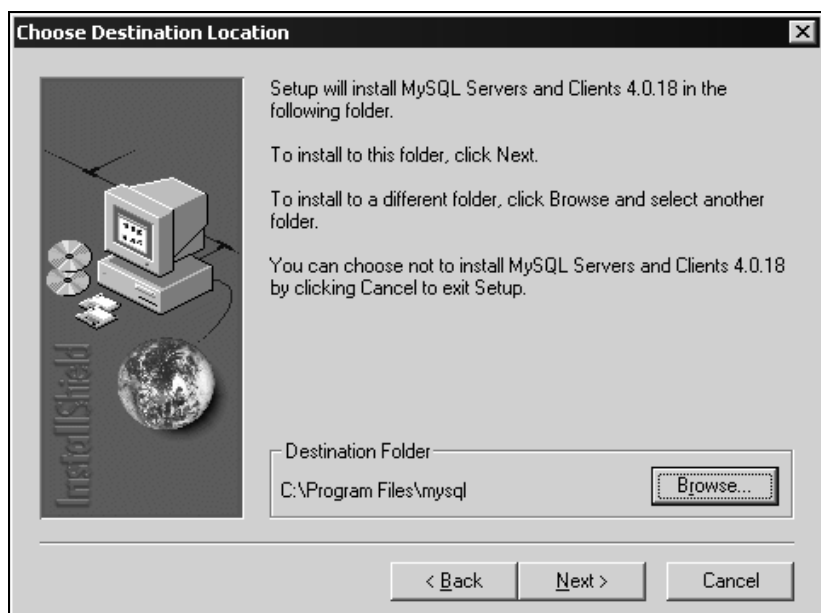 Choose Destination Location
Setup will install MySQL Servers and Clients 4.0.18 in the
following folder.
To install to this folder, click Next.
To install to a different folder, click Browse and select another
folder.
You can choose not to install MySQL Servers and Clients 4.0.18
by clicking Cancel to exit Setup.
InstallShield
Destination Folder
C:\Program Files\mysql
Browse...
< Back
Next >
Cancel